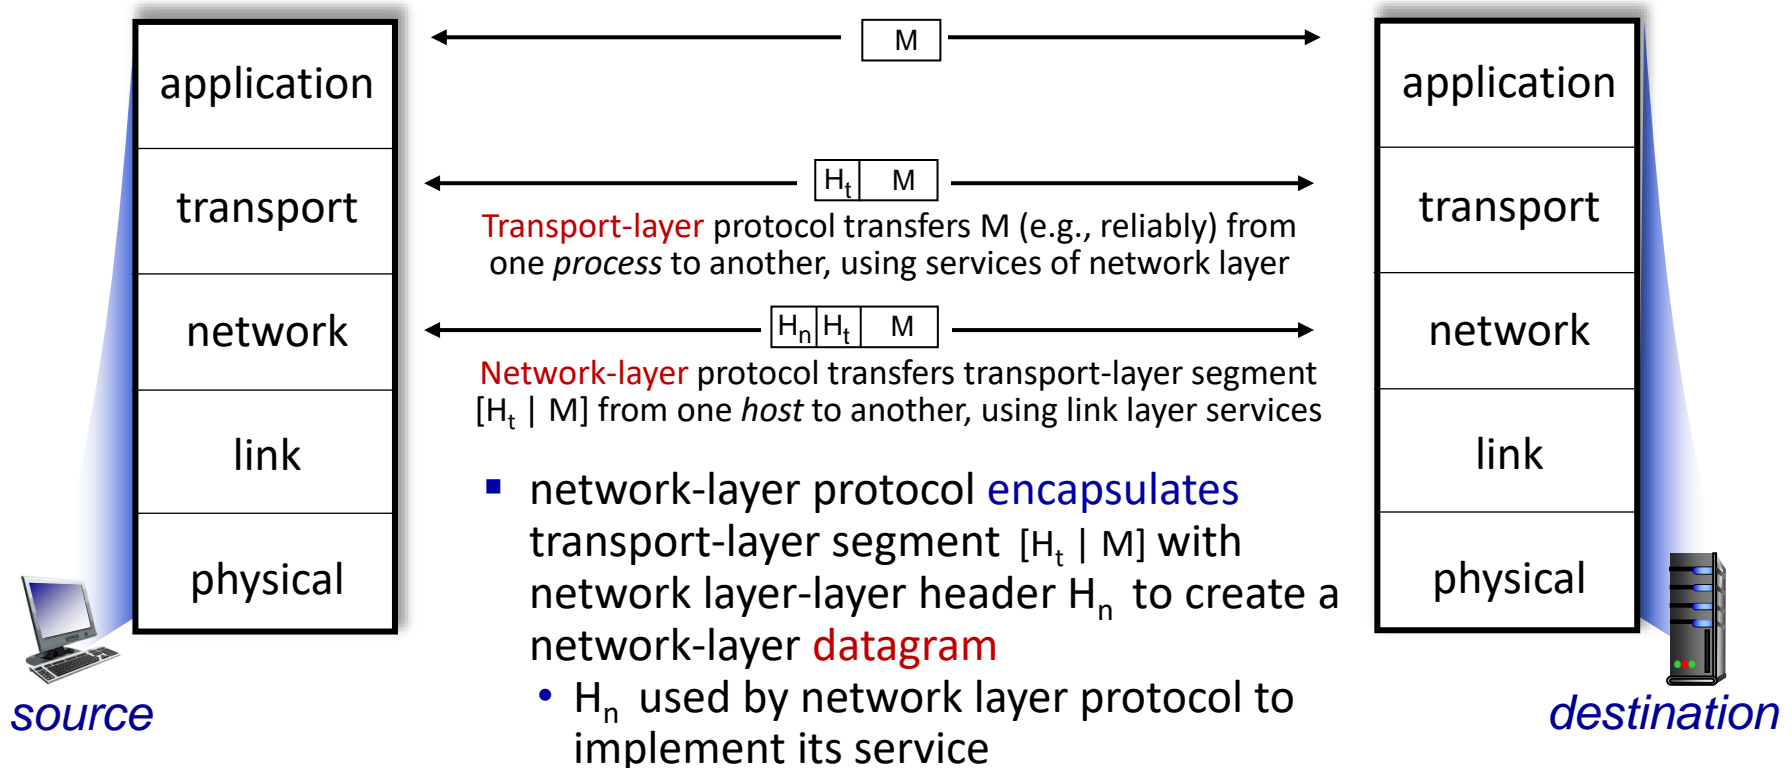 application
transport
network
link
physical
source
M
Hₜ M
Transport-layer protocol transfers M (e.g., reliably) from
one process to another, using services of network layer
Hₙ Hₜ M
Network-layer protocol transfers transport-layer segment
[Hₜ | M] from one host to another, using link layer services
▪ network-layer protocol encapsulates
transport-layer segment [Hₜ | M] with
network layer-layer header Hₙ to create a
network-layer datagram
• Hₙ used by network layer protocol to
implement its service
application
transport
network
link
physical
destination